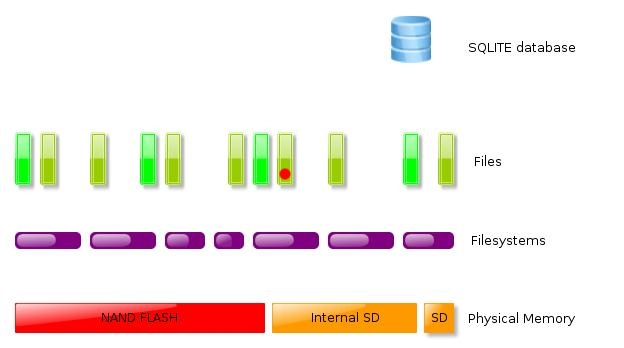 SQLITE database
Files
Filesystems
NAND FLASH
Internal SD
SD
Physical Memory